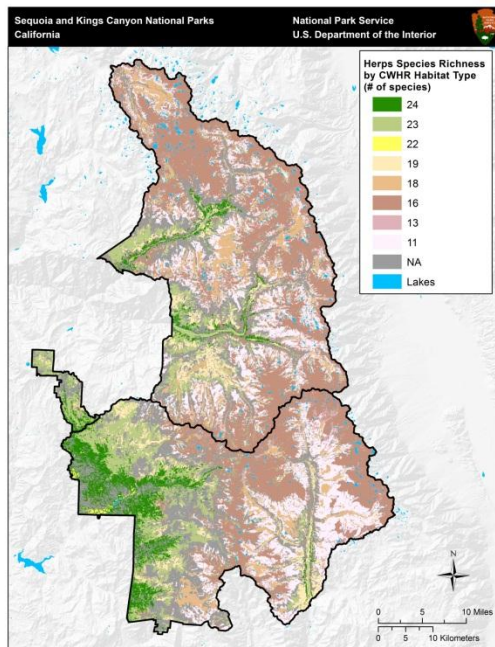 Sequoia and Kings Canyon National Parks
California
National Park Service
U.S. Department of the Interior
Herps Species Richness
by CWHR Habitat Type
(# of species)
24
23
22
19
18
16
13
11
NA
Lakes
N
0 5 10 Miles
0 5 10 Kilometers